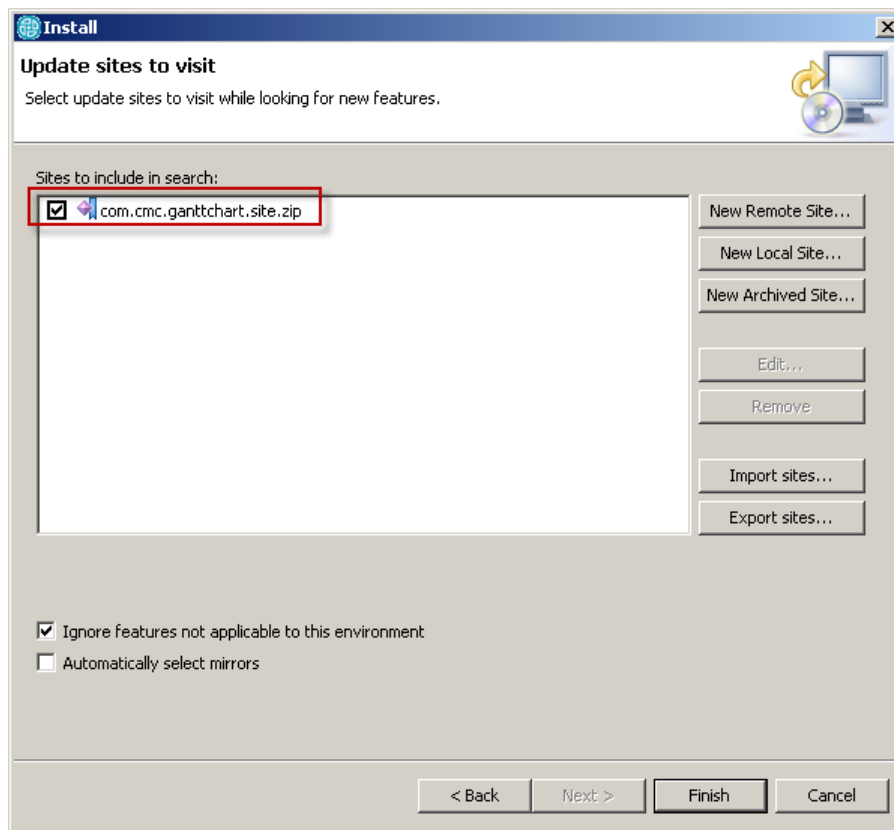 Install
Update sites to visit
Select update sites to visit while looking for new features.
Sites to include in search:
com.cmc.ganttchart.site.zip
New Remote Site...
New Local Site...
New Archived Site...
Edit...
Remove
Import sites...
Export sites...
Ignore features not applicable to this environment
Automatically select mirrors
< Back
Next >
Finish
Cancel